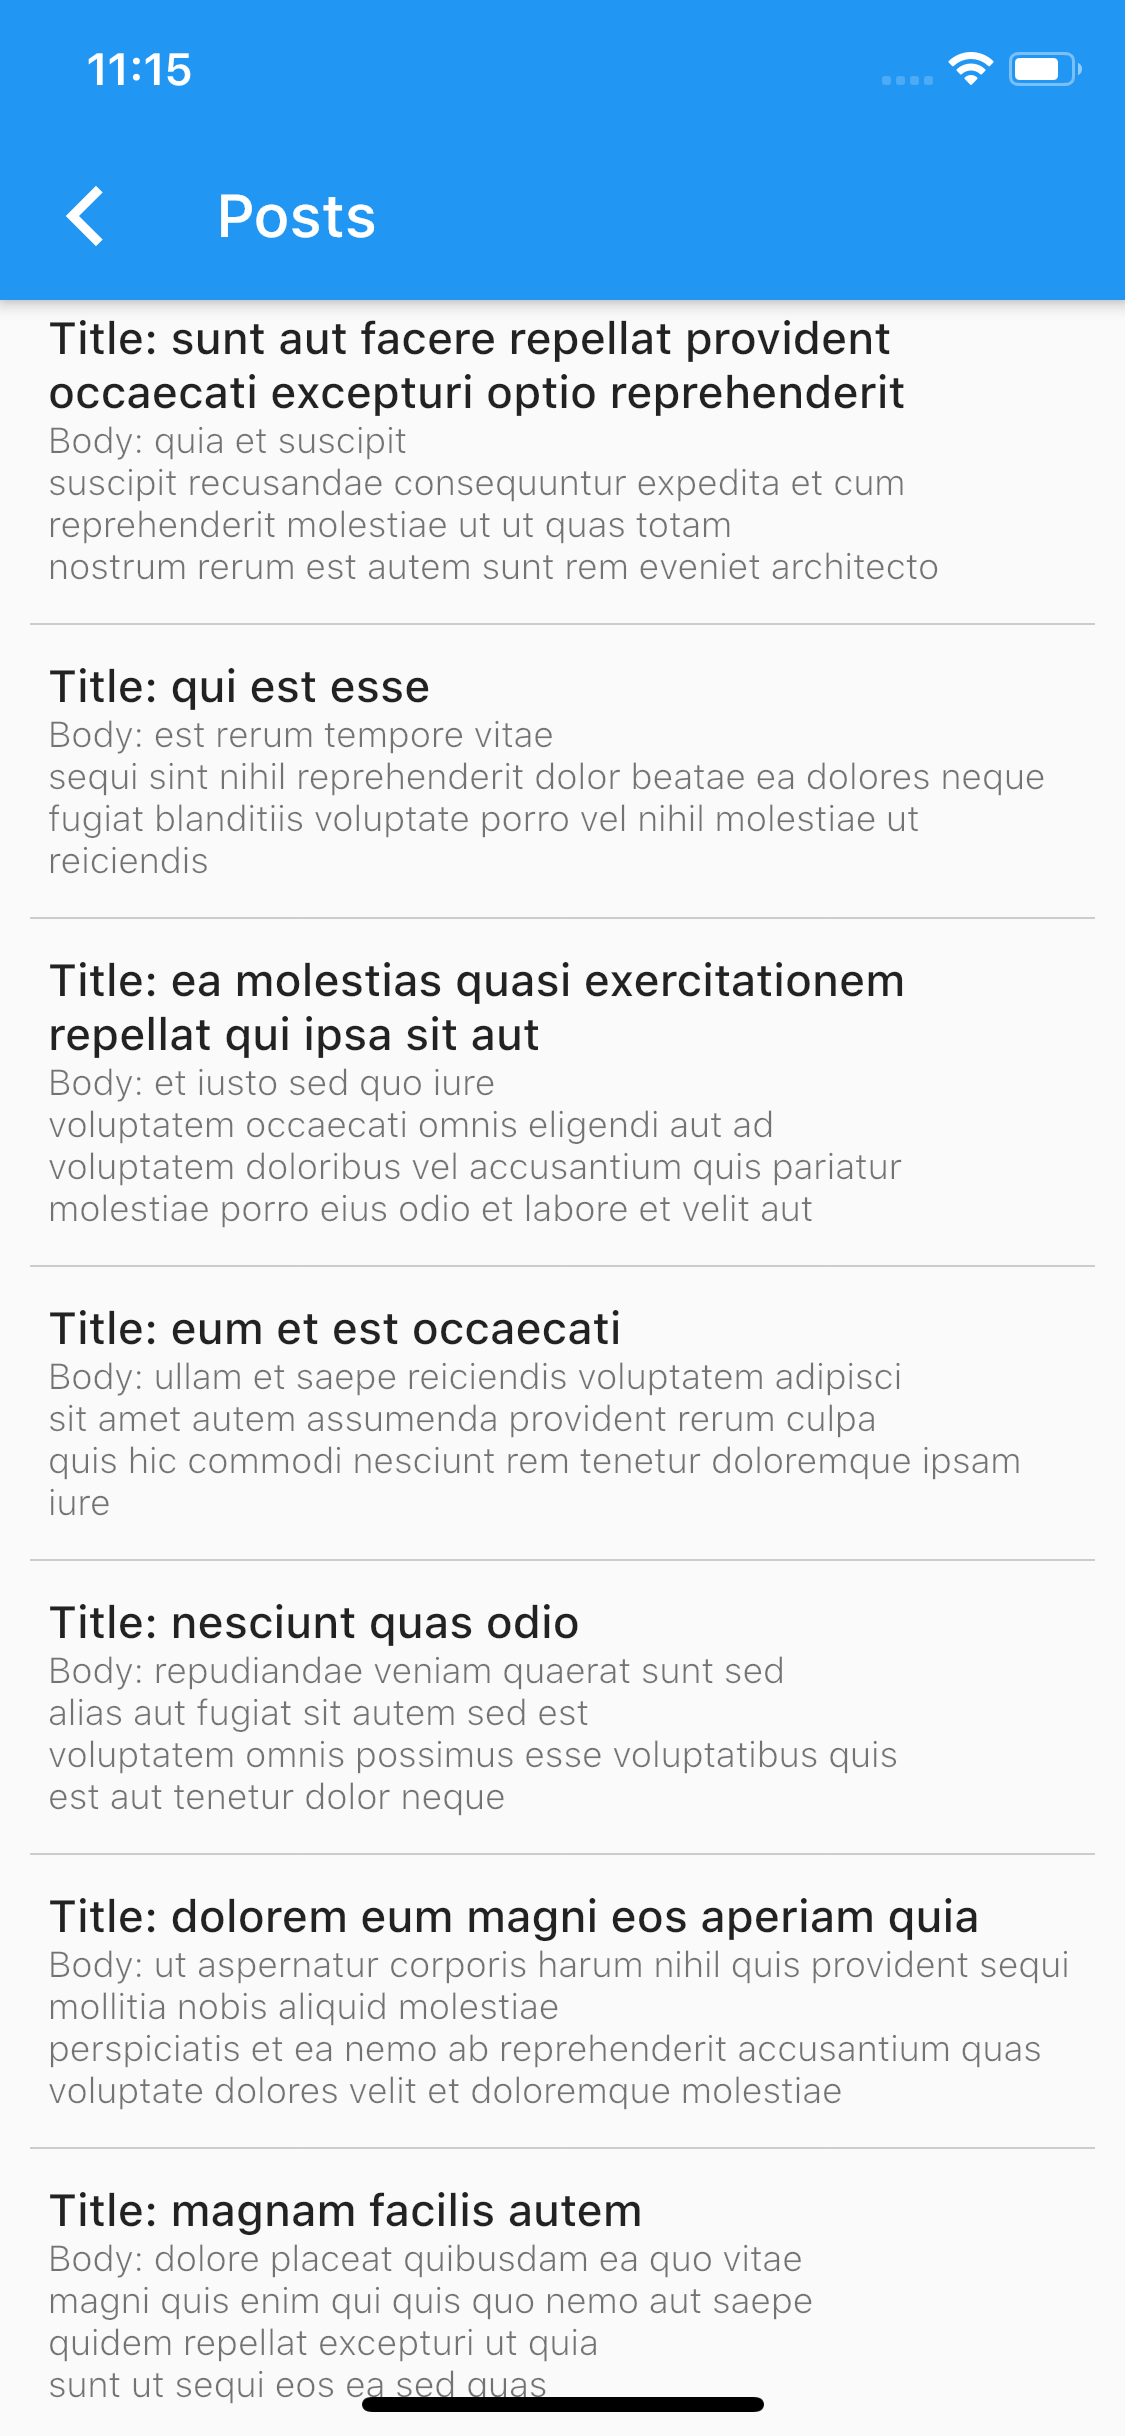 11:15
Posts
Title: sunt aut facere repellat provident
occaecati excepturi optio reprehenderit
Body: quia et suscipit
suscipit recusandae consequuntur expedita et cum
reprehenderit molestiae ut ut quas totam
nostrum rerum est autem sunt rem eveniet architecto
Title: qui est esse
Body: est rerum tempore vitae
sequi sint nihil reprehenderit dolor beatae ea dolores neque
fugiat blanditiis voluptate porro vel nihil molestiae ut
reiciendis
Title: ea molestias quasi exercitationem
repellat qui ipsa sit aut
Body: et iusto sed quo iure
voluptatem occaecati omnis eligendi aut ad
voluptatem doloribus vel accusantium quis pariatur
molestiae porro eius odio et labore et velit aut
Title: eum et est occaecati
Body: ullam et saepe reiciendis voluptatem adipisci
sit amet autem assumenda provident rerum culpa
quis hic commodi nesciunt rem tenetur doloremque ipsam
iure
Title: nesciunt quas odio
Body: repudiandae veniam quaerat sunt sed
alias aut fugiat sit autem sed est
voluptatem omnis possimus esse voluptatibus quis
est aut tenetur dolor neque
Title: dolorem eum magni eos aperiam quia
Body: ut aspernatur corporis harum nihil quis provident sequi
mollitia nobis aliquid molestiae
perspiciatis et ea nemo ab reprehenderit accusantium quas
voluptate dolores velit et doloremque molestiae
Title: magnam facilis autem
Body: dolore placeat quibusdam ea quo vitae
magni quis enim qui quis quo nemo aut saepe
quidem repellat excepturi ut quia
sunt ut sequi eos ea sed quas